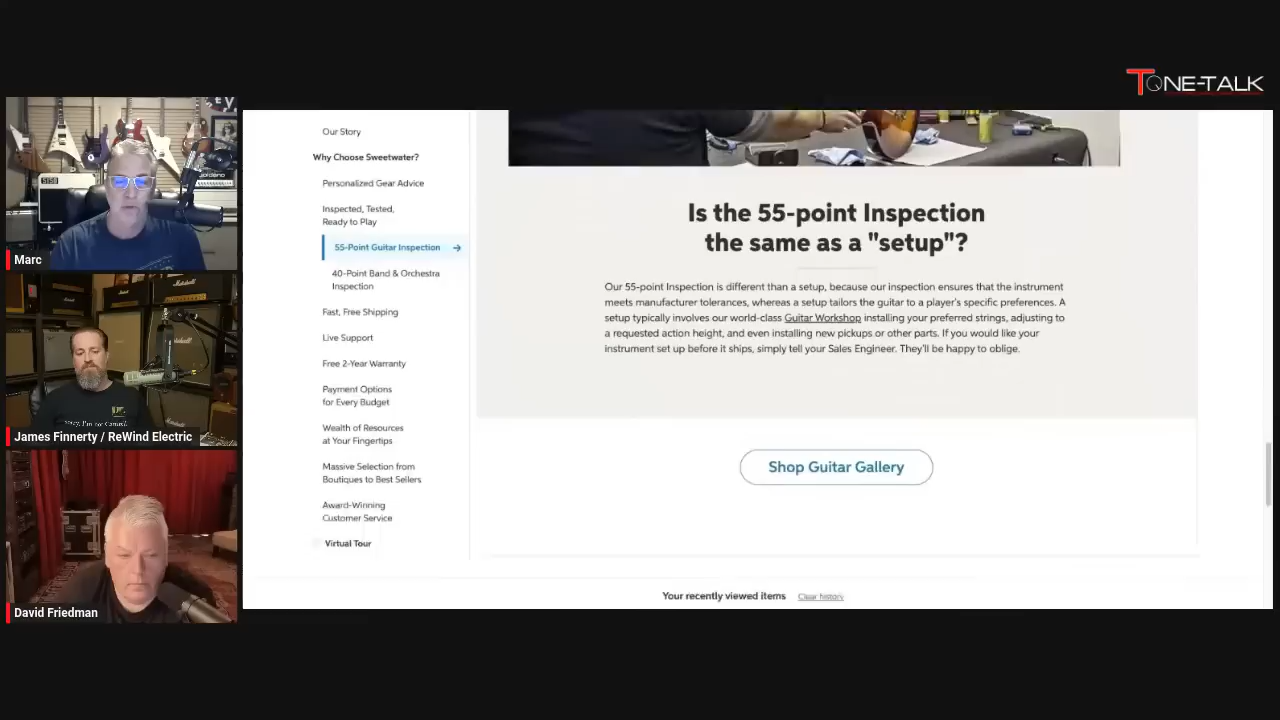 TONE-TALK
5150
Marc
Marshall
Marshall
Marshall
James Finnerty / ReWind Electric
David Friedman
Our Story
Why Choose Sweetwater?
Personalized Gear Advice
Inspected, Tested,
Ready to Play
55-Point Guitar Inspection →
40-Point Band & Orchestra
Inspection
Fast, Free Shipping
Live Support
Free 2-Year Warranty
Payment Options
for Every Budget
Wealth of Resources
at Your Fingertips
Massive Selection from
Boutiques to Best Sellers
Award-Winning
Customer Service
Virtual Tour
Is the 55-point Inspection
the same as a "setup"?
Our 55-point Inspection is different than a setup, because our inspection ensures that the instrument
meets manufacturer tolerances, whereas a setup tailors the guitar to a player's specific preferences. A
setup typically involves our world-class Guitar Workshop installing your preferred strings, adjusting to
a requested action height, and even installing new pickups or other parts. If you would like your
instrument set up before it ships, simply tell your Sales Engineer. They'll be happy to oblige.
Shop Guitar Gallery
Your recently viewed items Clear history